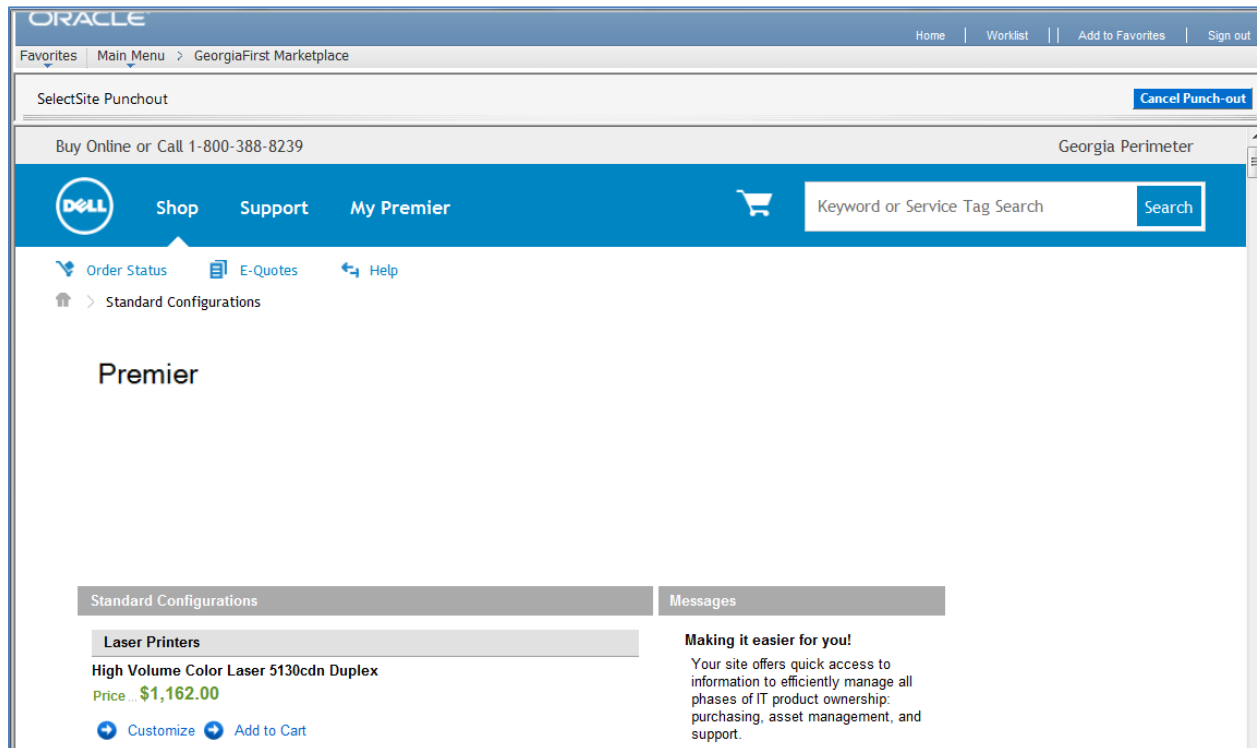 ORACLE
Home | Worklist || Add to Favorites | Sign out
Favorites | Main Menu > GeorgiaFirst Marketplace
SelectSite Punchout
Cancel Punch-out
Buy Online or Call 1-800-388-8239
Georgia Perimeter
DELL
Shop
Support
My Premier
Keyword or Service Tag Search
Search
Order Status
E-Quotes
Help
> Standard Configurations
Premier
Standard Configurations
Laser Printers
High Volume Color Laser 5130cdn Duplex
Price ... $1,162.00
Customize
Add to Cart
Messages
Making it easier for you!
Your site offers quick access to
information to efficiently manage all
phases of IT product ownership:
purchasing, asset management, and
support.